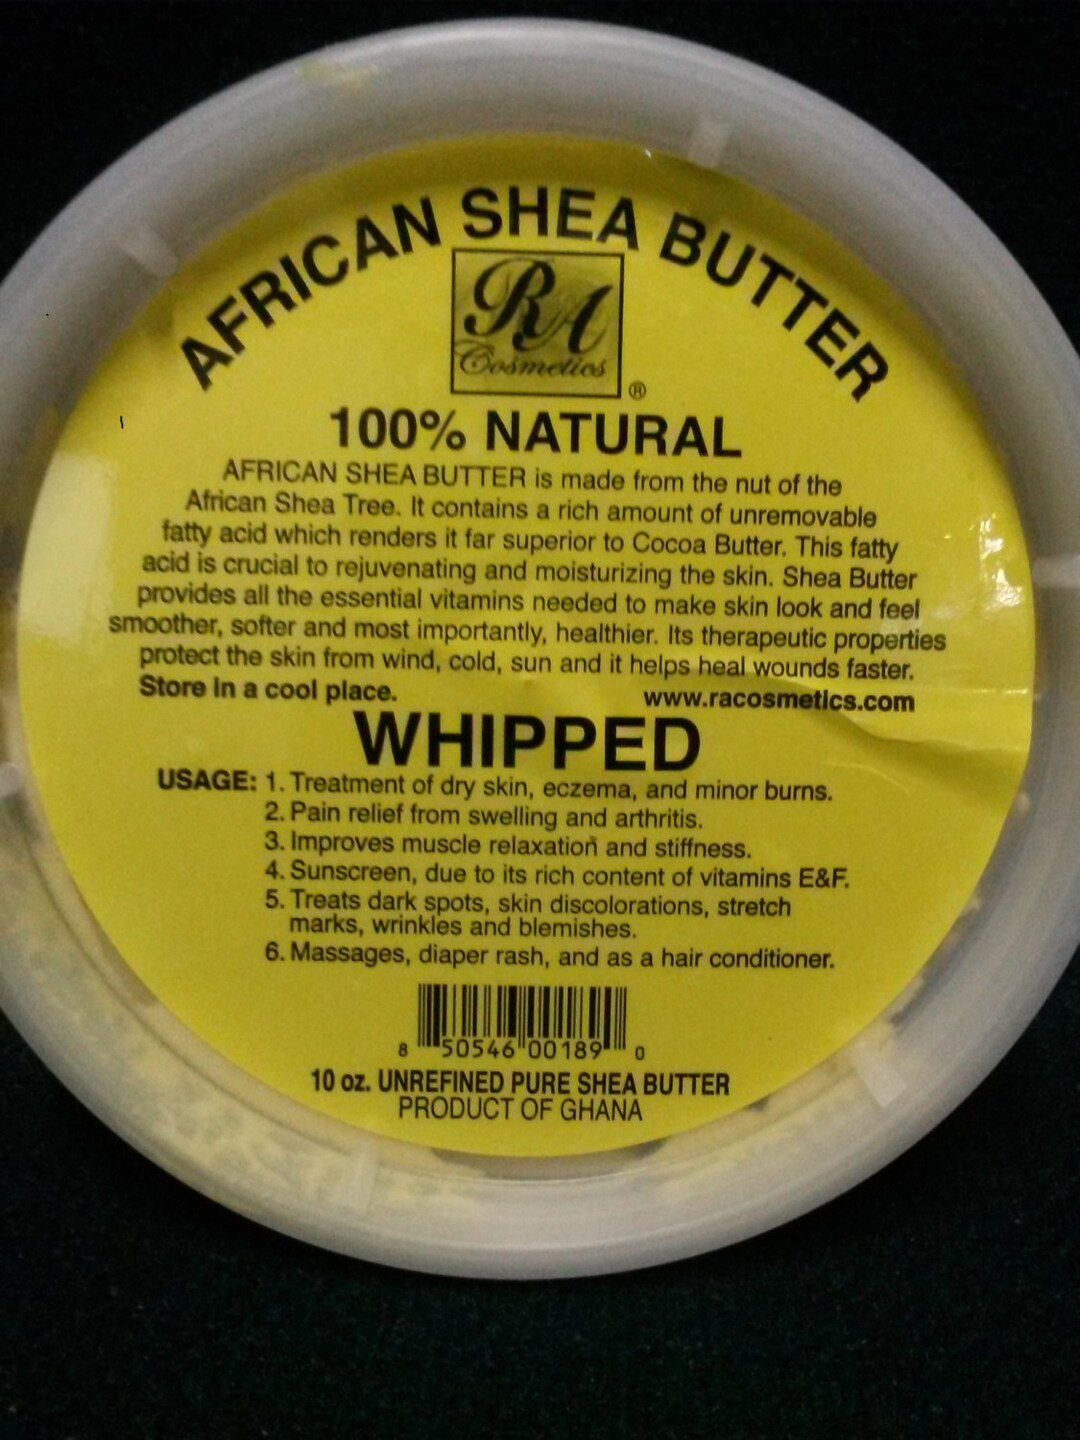 AFRICAN SHEA BUTTER
RA
Cosmetics
®
100% NATURAL
AFRICAN SHEA BUTTER is made from the nut of the
African Shea Tree. It contains a rich amount of unremovable
fatty acid which renders it far superior to Cocoa Butter. This fatty
acid is crucial to rejuvenating and moisturizing the skin. Shea Butter
provides all the essential vitamins needed to make skin look and feel
smoother, softer and most importantly, healthier. Its therapeutic properties
protect the skin from wind, cold, sun and it helps heal wounds faster.
Store in a cool place. www.racosmetics.com
WHIPPED
USAGE: 1. Treatment of dry skin, eczema, and minor burns.
2. Pain relief from swelling and arthritis.
3. Improves muscle relaxation and stiffness.
4. Sunscreen, due to its rich content of vitamins E&F.
5. Treats dark spots, skin discolorations, stretch
marks, wrinkles and blemishes.
6. Massages, diaper rash, and as a hair conditioner.
8 50546 00189 0
10 oz. UNREFINED PURE SHEA BUTTER
PRODUCT OF GHANA